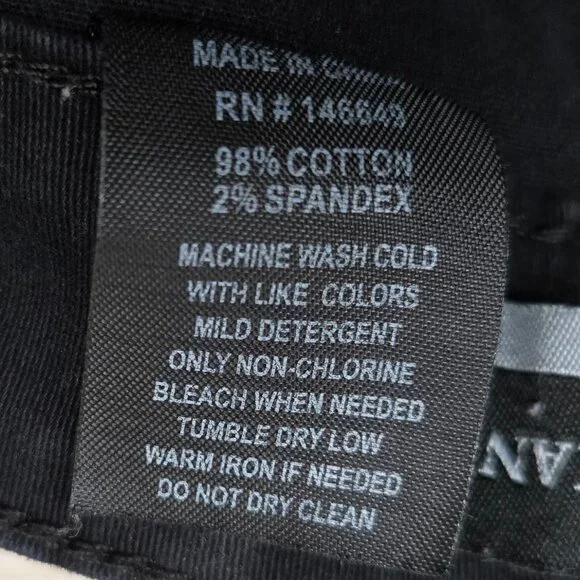 MADE IN CHINA
RN # 146649
98% COTTON
2% SPANDEX
MACHINE WASH COLD
WITH LIKE COLORS
MILD DETERGENT
ONLY NON-CHLORINE
BLEACH WHEN NEEDED
TUMBLE DRY LOW
WARM IRON IF NEEDED
DO NOT DRY CLEAN